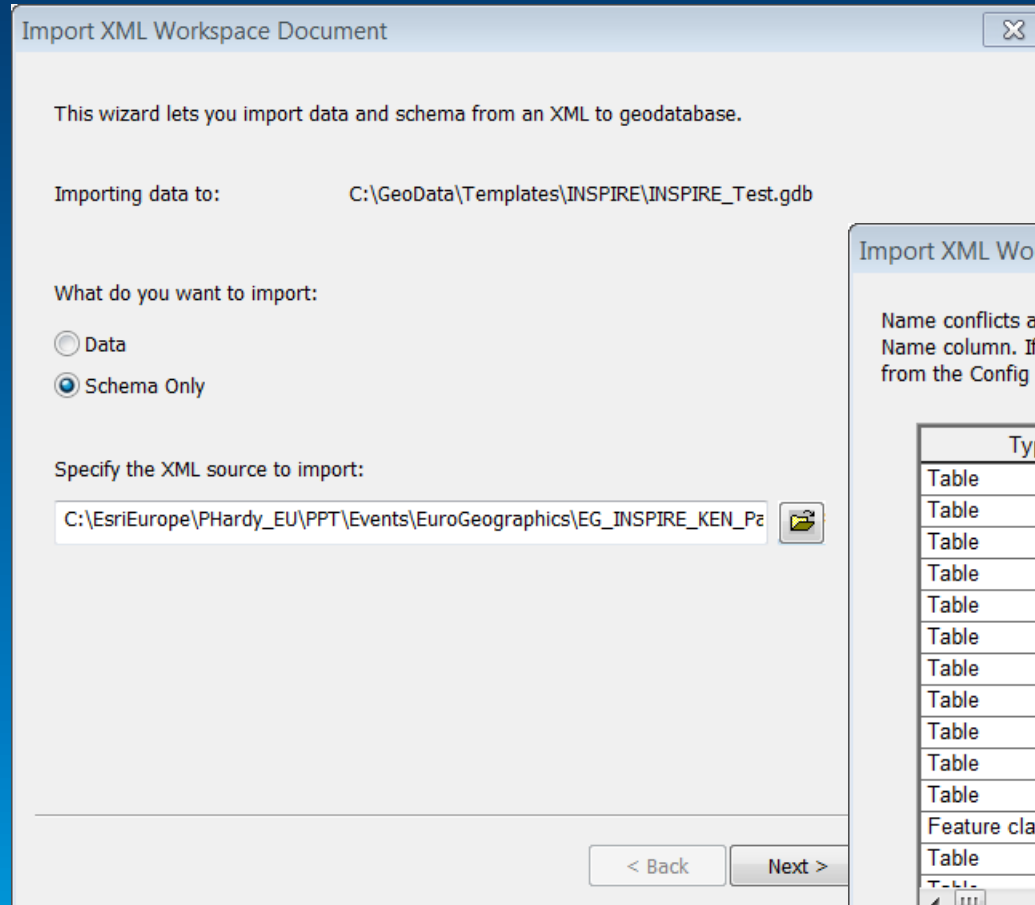 Import XML Workspace Document
This wizard lets you import data and schema from an XML to geodatabase.
Importing data to: C:\GeoData\Templates\INSPIRE\INSPIRE_Test.gdb
What do you want to import:
Data
Schema Only
Specify the XML source to import:
C:\EsriEurope\PHardy_EU\PPT\Events\EuroGeographics\EG_INSPIRE_KEN_Pa
< Back Next >
Import XML Wo
Name conflicts a
Name column. If
from the Config
Ty
Table
Table
Table
Table
Table
Table
Table
Table
Table
Table
Table
Feature cla
Table
Table